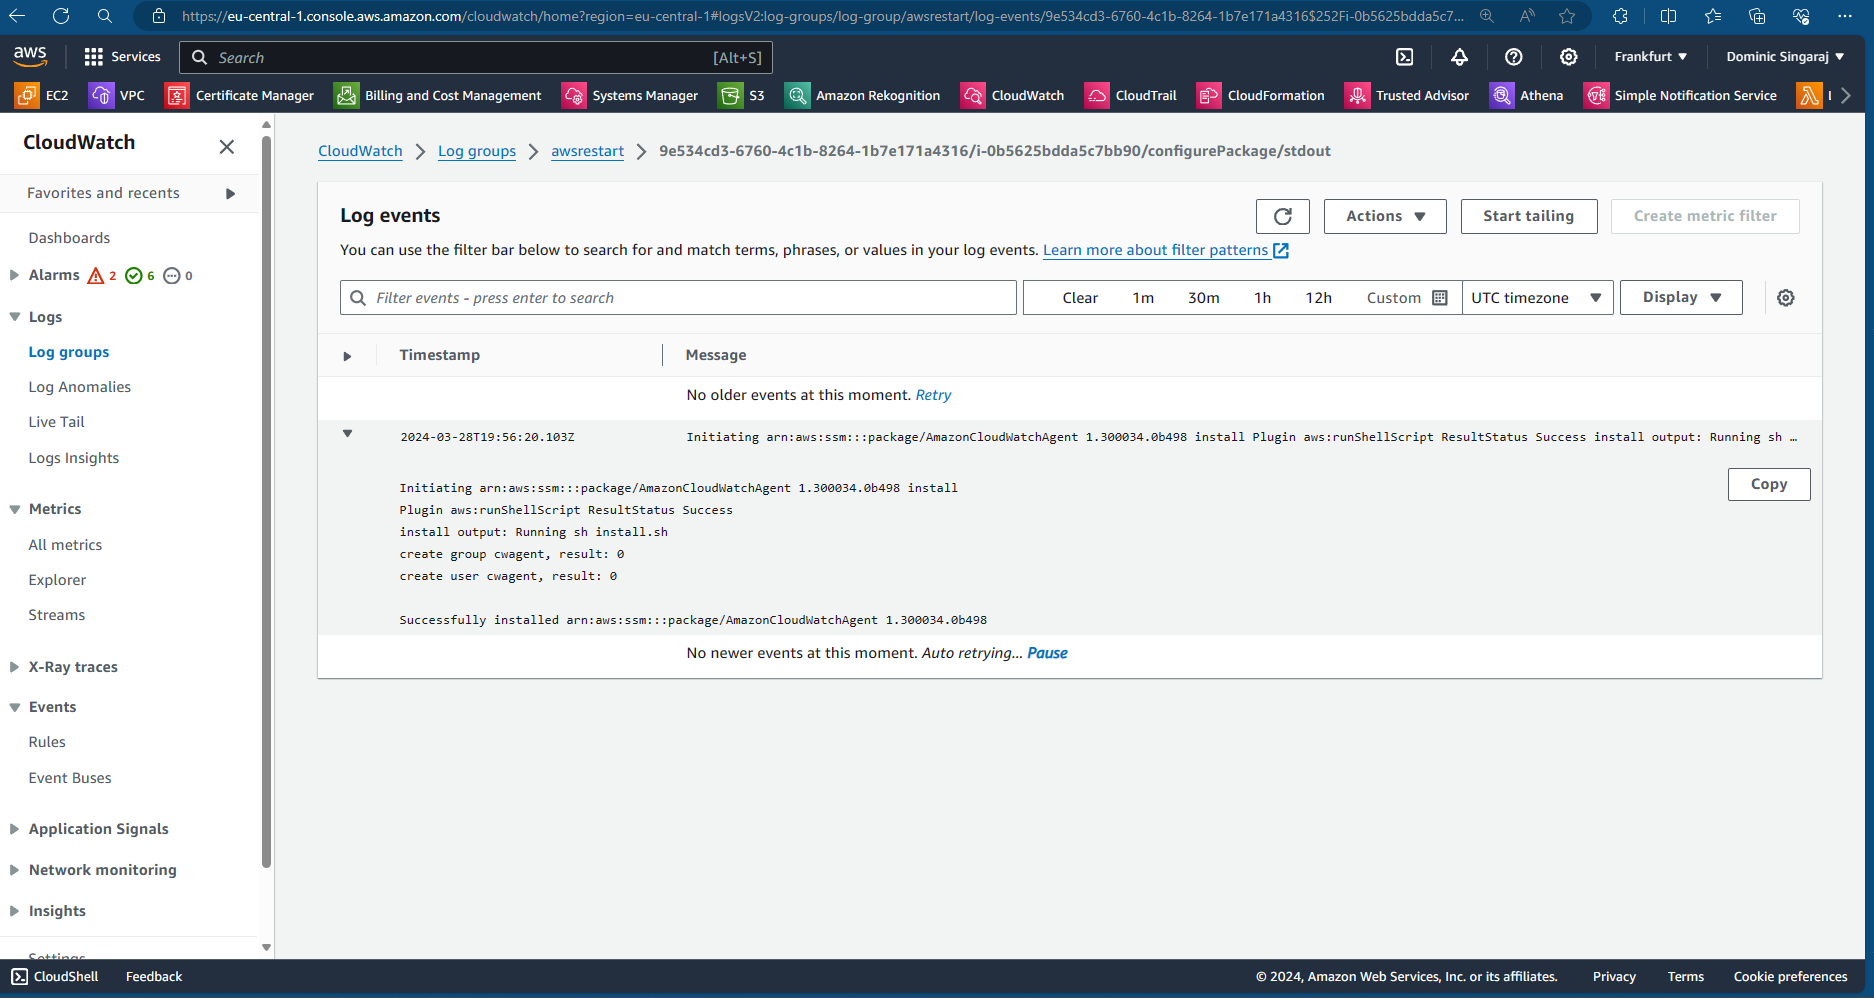 https://eu-central-1.console.aws.amazon.com/cloudwatch/home?region=eu-central-1#logsV2:log-groups/log-group/awsrestart/log-events/9e534cd3-6760-4c1b-8264-1b7e171a4316$252Fi-0b5625bdda5c7...
aws Services Search [Alt+S] Frankfurt Dominic Singaraj
EC2 VPC Certificate Manager Billing and Cost Management Systems Manager S3 Amazon Rekognition CloudWatch CloudTrail CloudFormation Trusted Advisor Athena Simple Notification Service
CloudWatch
Favorites and recents
Dashboards
Alarms 2 6 0
Logs
Log groups
Log Anomalies
Live Tail
Logs Insights
Metrics
All metrics
Explorer
Streams
X-Ray traces
Events
Rules
Event Buses
Application Signals
Network monitoring
Insights
Settings
CloudWatch Log groups awsrestart 9e534cd3-6760-4c1b-8264-1b7e171a4316/i-0b5625bdda5c7bb90/configurePackage/stdout
Log events
Actions Start tailing Create metric filter
You can use the filter bar below to search for and match terms, phrases, or values in your log events. Learn more about filter patterns
Filter events - press enter to search Clear 1m 30m 1h 12h Custom UTC timezone Display
Timestamp Message
No older events at this moment. Retry
2024-03-28T19:56:20.103Z Initiating arn:aws:ssm:::package/AmazonCloudWatchAgent 1.300034.0b498 install Plugin aws:runShellScript ResultStatus Success install output: Running sh …
Copy
Initiating arn:aws:ssm:::package/AmazonCloudWatchAgent 1.300034.0b498 install
Plugin aws:runShellScript ResultStatus Success
install output: Running sh install.sh
create group cwagent, result: 0
create user cwagent, result: 0
Successfully installed arn:aws:ssm:::package/AmazonCloudWatchAgent 1.300034.0b498
No newer events at this moment. Auto retrying... Pause
CloudShell Feedback © 2024, Amazon Web Services, Inc. or its affiliates. Privacy Terms Cookie preferences